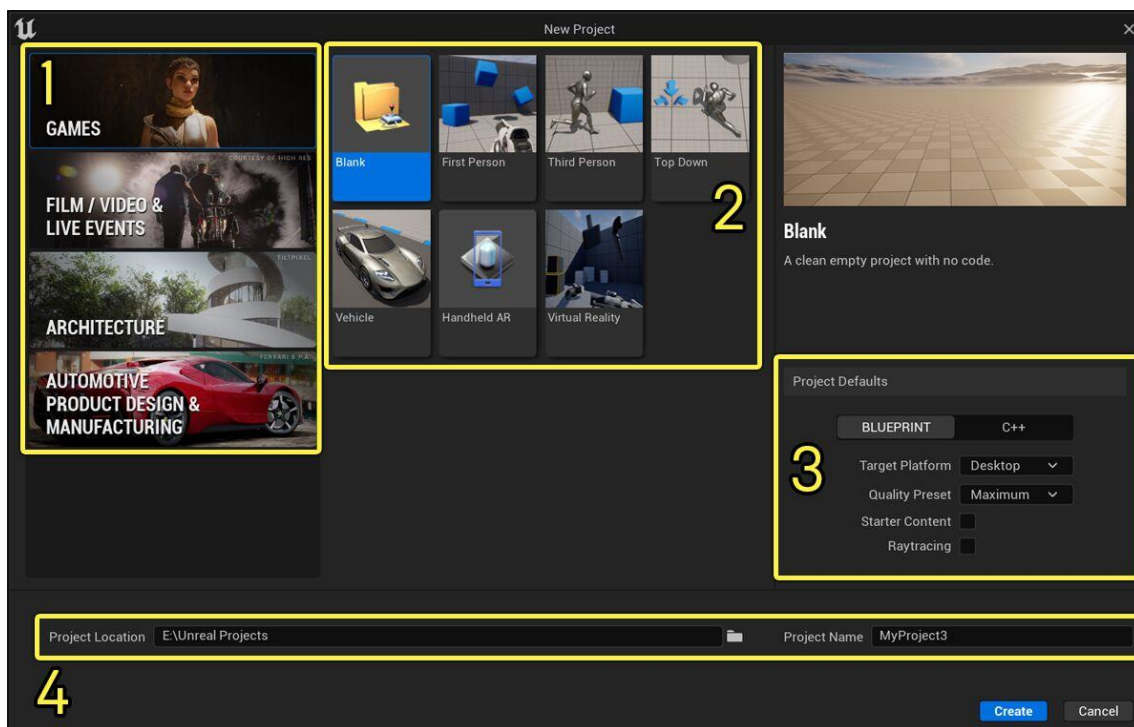 New Project
1
GAMES
COURTESY OF HIGH RES
FILM / VIDEO &
LIVE EVENTS
TILTPIXEL
ARCHITECTURE
FERRARI S.P.A.
AUTOMOTIVE
PRODUCT DESIGN &
MANUFACTURING
Blank
First Person
Third Person
Top Down
2
Vehicle
Handheld AR
Virtual Reality
Blank
A clean empty project with no code.
Project Defaults
BLUEPRINT C++
3
Target Platform Desktop
Quality Preset Maximum
Starter Content
Raytracing
Project Location E:\Unreal Projects Project Name MyProject3
4
Create Cancel